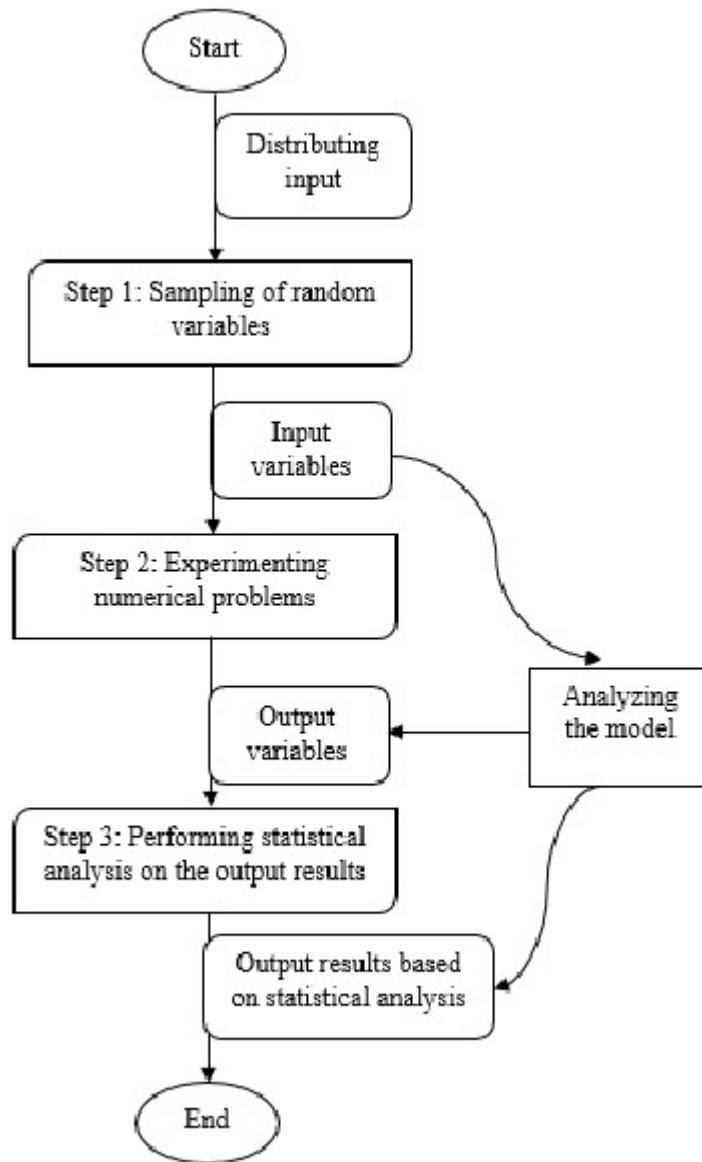 Start
Distributing
input
Step 1: Sampling of random
variables
Input
variables
Step 2: Experimenting
numerical problems
Analyzing
the model
Output
variables
Step 3: Performing statistical
analysis on the output results
Output results based
on statistical analysis
End